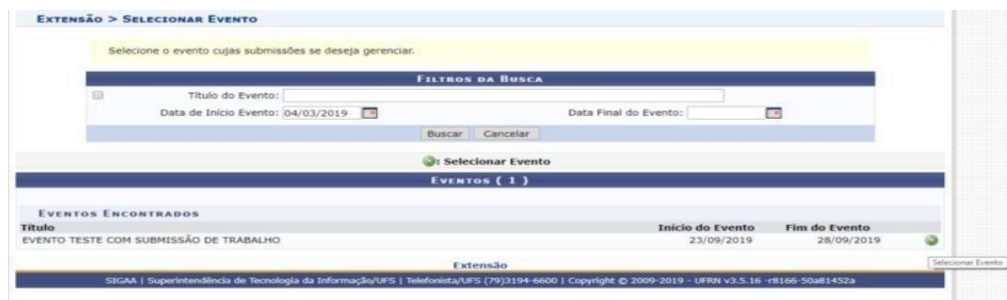 EXTENSÃO > SELECIONAR EVENTO
Selecione o evento cujas submissões se deseja gerenciar.
FILTROS DA BUSCA
Título do Evento:
Data de Início Evento: 04/03/2019 Data Final do Evento:
Buscar Cancelar
: Selecionar Evento
EVENTOS ( 1 )
EVENTOS ENCONTRADOS
Título Início do Evento Fim do Evento
EVENTO TESTE COM SUBMISSÃO DE TRABALHO 23/09/2019 28/09/2019
Selecionar Evento
Extensão
SIGAA | Superintendência de Tecnologia da Informação/UFS | Telefonista/UFS (79)3194-6600 | Copyright © 2009-2019 - UFRN v3.5.16 -r8166-50a81452a